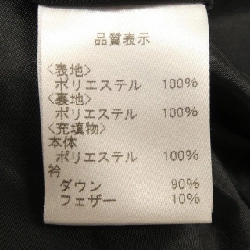 品質表示
<表地>
ポリエステル 100%
<裏地>
ポリエステル 100%
<充填物>
本体
ポリエステル 100%
衿
ダウン 90%
フェザー 10%